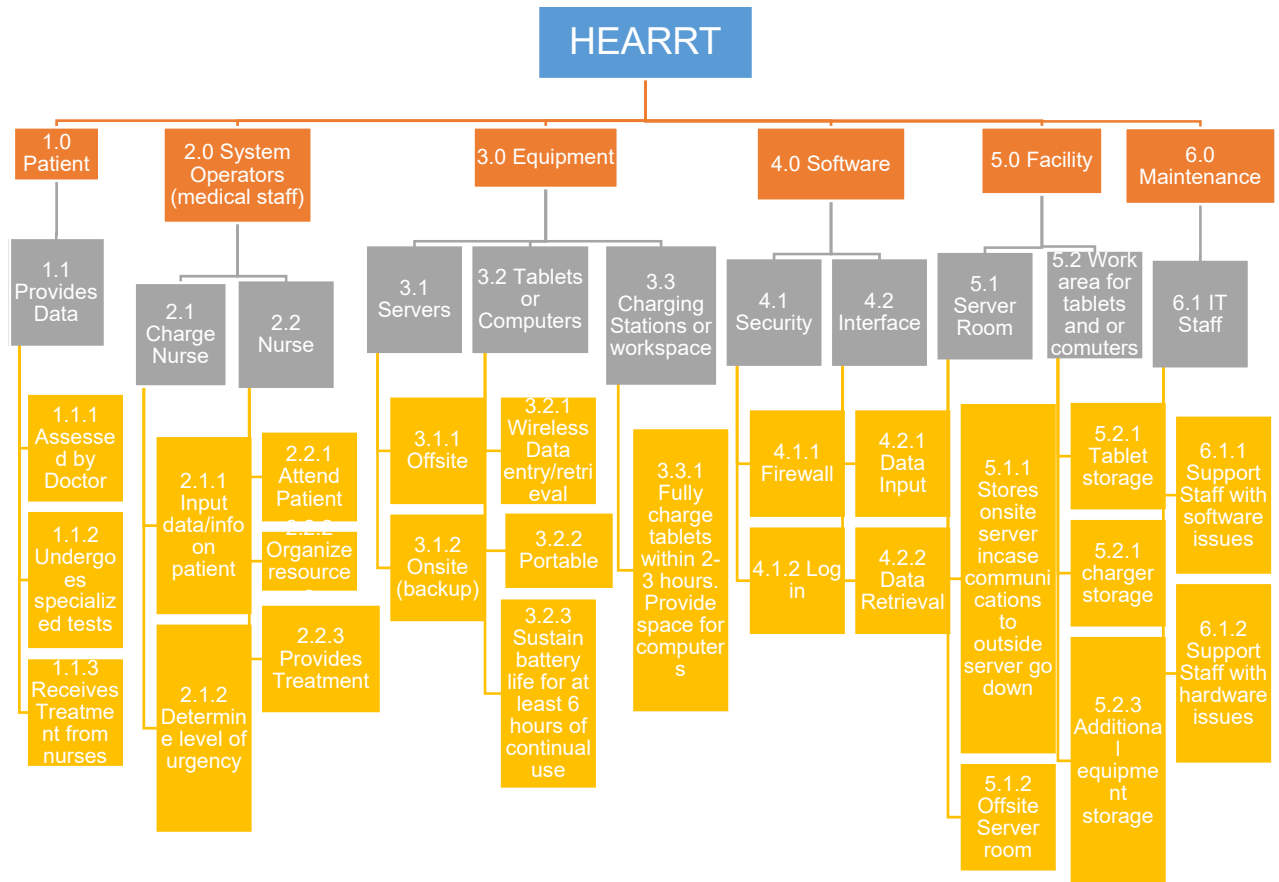 HEARRT
1.0
Patient
2.0 System
Operators
(medical staff)
3.0 Equipment
4.0 Software
5.0 Facility
6.0
Maintenance
1.1
Provides
Data
2.1
Charge
Nurse
2.2
Nurse
3.1
Servers
3.2 Tablets
or
Computers
3.3
Charging
Stations or
workspace
4.1
Security
4.2
Interface
5.1
Server
Room
5.2 Work
area for
tablets
and or
comuters
6.1 IT
Staff
1.1.1
Assesse
d by
Doctor
1.1.2
Undergo
es
specializ
ed tests
1.1.3
Receives
Treatme
nt from
nurses
2.1.1
Input
data/info
on
patient
2.1.2
Determin
e level of
urgency
2.2.1
Attend
Patient
2.2.2
Organize
resource
2.2.3
Provides
Treatment
3.1.1
Offsite
3.1.2
Onsite
(backup)
3.2.1
Wireless
Data
entry/retri
eval
3.2.2
Portable
3.2.3
Sustain
battery
life for at
least 6
hours of
continual
use
3.3.1
Fully
charge
tablets
within 2-
3 hours.
Provide
space for
computer
s
4.1.1
Firewall
4.1.2 Log
in
4.2.1
Data
Input
4.2.2
Data
Retrieval
5.1.1
Stores
onsite
server
incase
communi
cations
to
outside
server go
down
5.1.2
Offsite
Server
room
5.2.1
Tablet
storage
5.2.1
charger
storage
5.2.3
Additiona
l
equipme
nt
storage
6.1.1
Support
Staff with
software
issues
6.1.2
Support
Staff with
hardware
issues